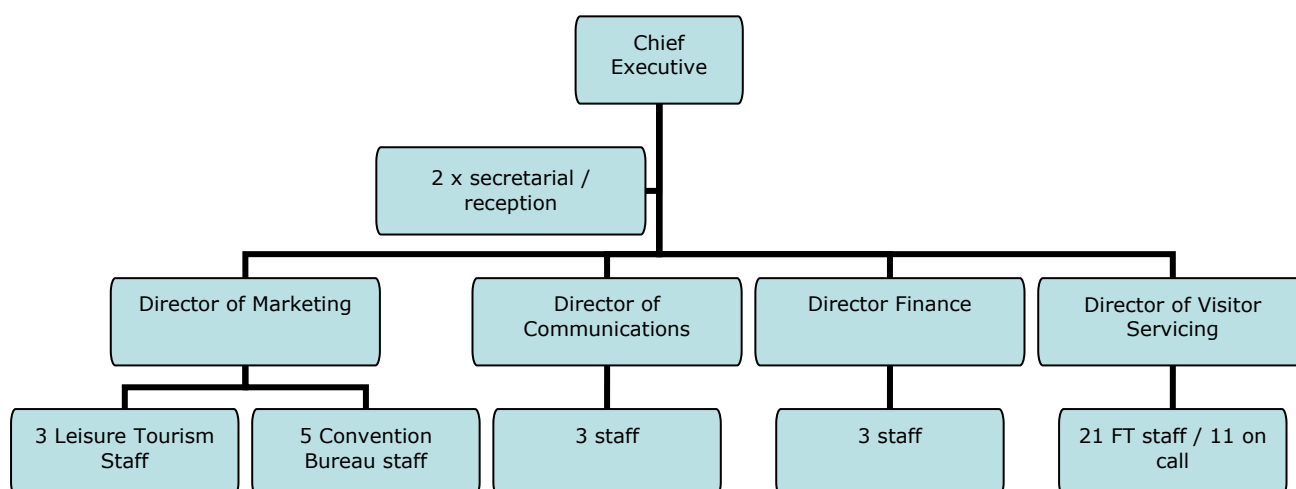 Chief
Executive
2 x secretarial /
reception
Director of Marketing
Director of
Communications
Director Finance
Director of Visitor
Servicing
3 Leisure Tourism
Staff
5 Convention
Bureau staff
3 staff
3 staff
21 FT staff / 11 on
call